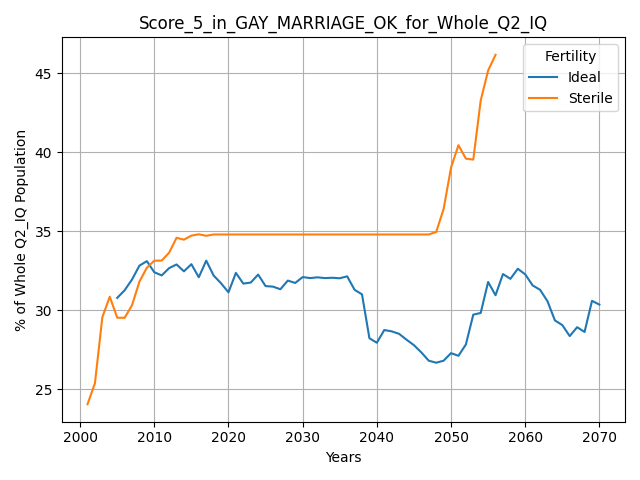 Score_5_in_GAY_MARRIAGE_OK_for_Whole_Q2_IQ
Fertility
Ideal
Sterile
% of Whole Q2_IQ Population
45
40
35
30
25
2000
2010
2020
2030
2040
2050
2060
2070
Years